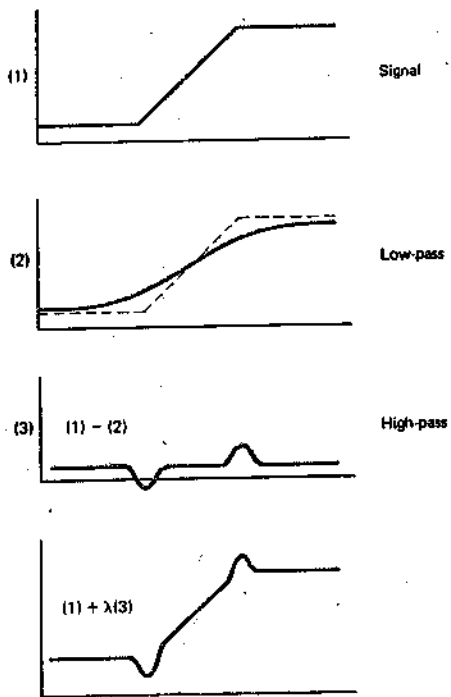 (1) Signal
(2) Low-pass
(3) (1) − (2) High-pass
(1) + λ(3)